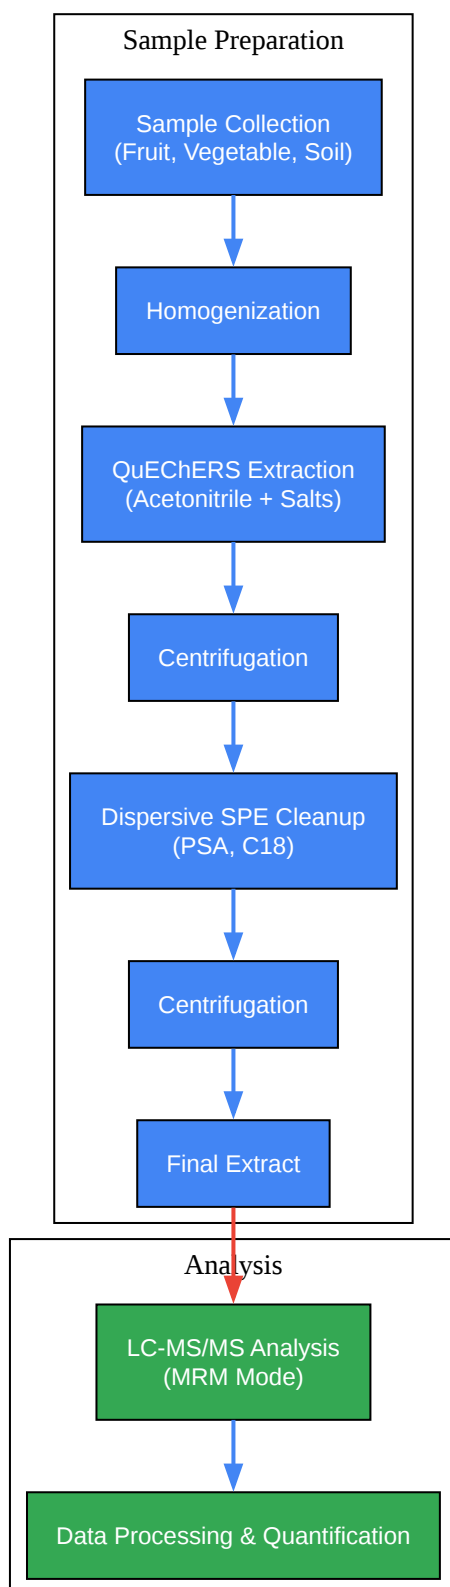 Sample Preparation
Sample Collection
(Fruit, Vegetable, Soil)
Homogenization
QuEChERS Extraction
(Acetonitrile + Salts)
Centrifugation
Dispersive SPE Cleanup
(PSA, C18)
Centrifugation
Final Extract
Analysis
LC-MS/MS Analysis
(MRM Mode)
Data Processing & Quantification